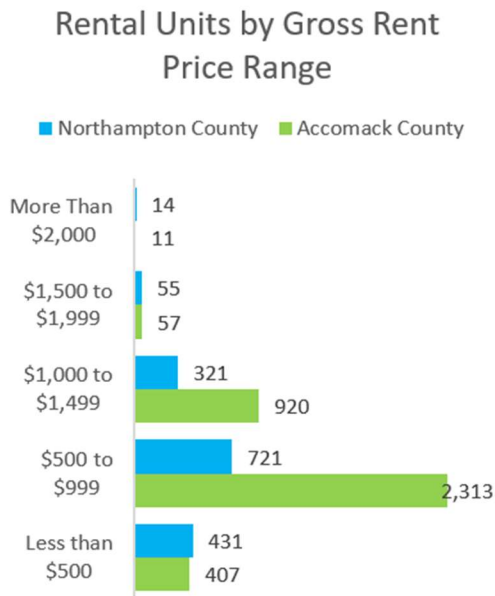 Rental Units by Gross Rent
Price Range
Northampton County Accomack County
More Than
$2,000
14
11
$1,500 to
$1,999
55
57
$1,000 to
$1,499
321
920
$500 to
$999
721
2,313
Less than
$500
431
407